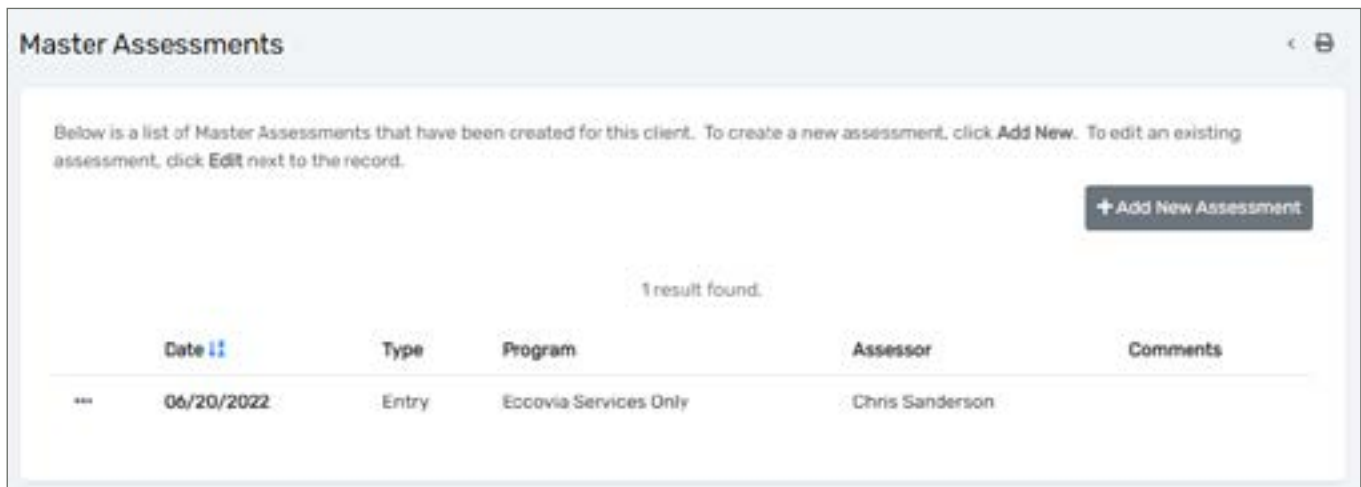 Master Assessments
Below is a list of Master Assessments that have been created for this client. To create a new assessment, click Add New. To edit an existing
assessment, click Edit next to the record.
+ Add New Assessment
1 result found.
Date Type Program Assessor Comments
... 06/20/2022 Entry Eccovia Services Only Chris Sanderson